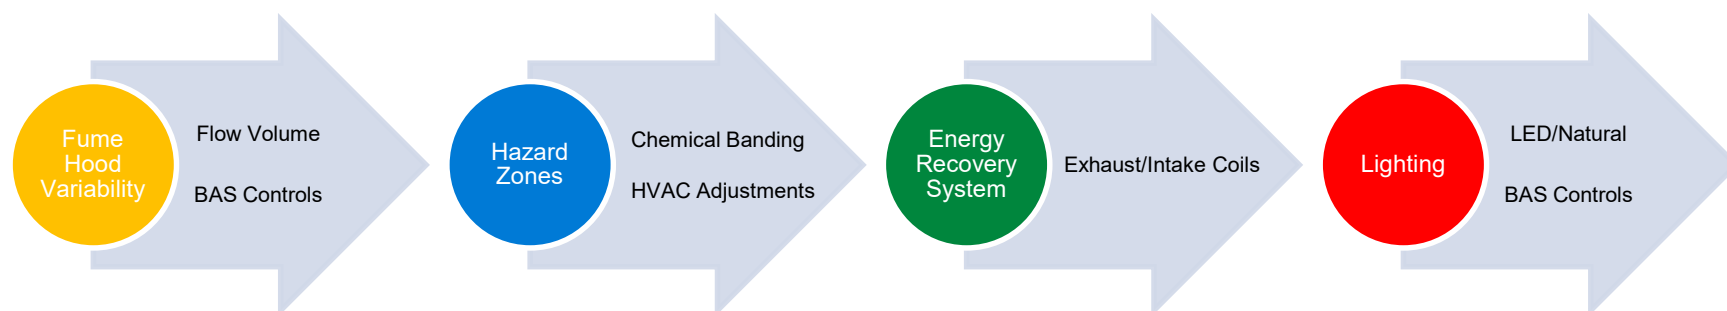 Fume
Hood
Variability
Flow Volume
BAS Controls
Hazard
Zones
Chemical Banding
HVAC Adjustments
Energy
Recovery
System
Exhaust/Intake Coils
Lighting
LED/Natural
BAS Controls